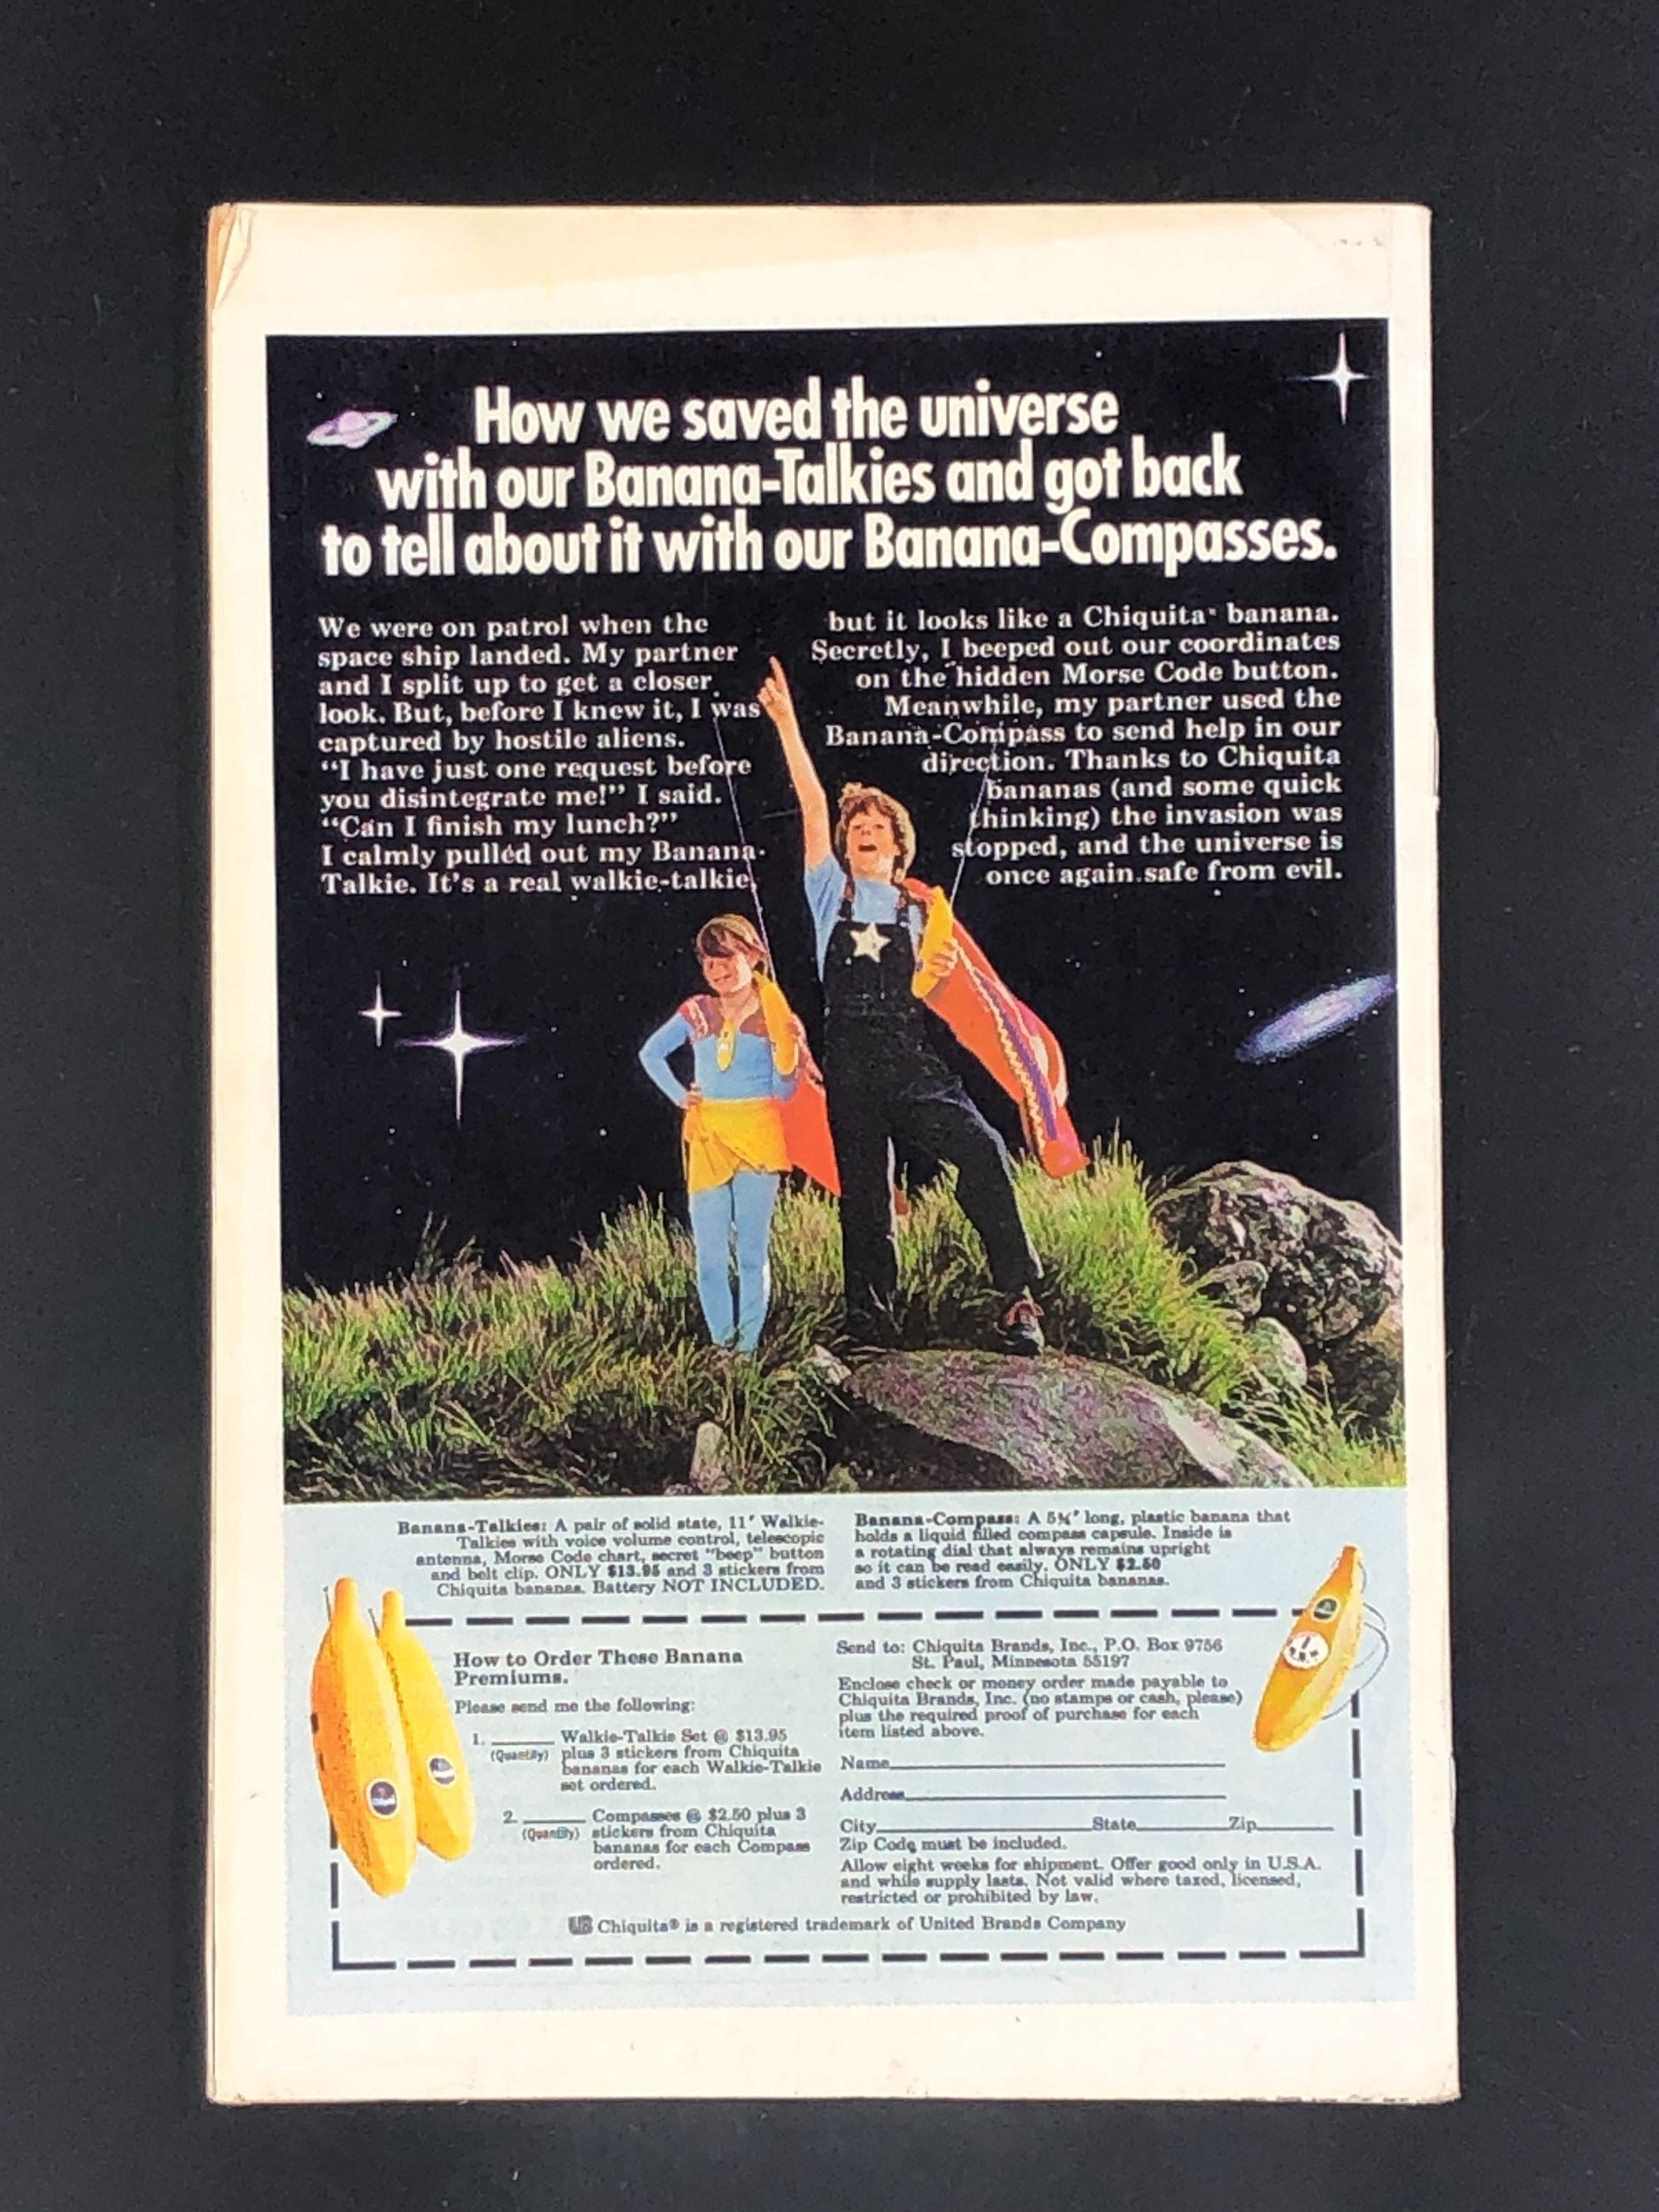 How we saved the universe
with our Banana-Talkies and got back
to tell about it with our Banana-Compasses.
We were on patrol when the
space ship landed. My partner
and I split up to get a closer
look. But, before I knew it, I was
captured by hostile aliens.
“I have just one request before
you disintegrate me!” I said.
“Can I finish my lunch?”
I calmly pulled out my Banana-
Talkie. It’s a real walkie-talkie,
but it looks like a Chiquita® banana.
Secretly, I beeped out our coordinates
on the hidden Morse Code button.
Meanwhile, my partner used the
Banana-Compass to send help in our
direction. Thanks to Chiquita
bananas (and some quick
thinking) the invasion was
stopped, and the universe is
once again safe from evil.
Banana-Talkies: A pair of solid state, 11″ Walkie-
Talkies with voice volume control, telescopic
antenna, Morse Code chart, secret “beep” button
and belt clip. ONLY $13.95 and 3 stickers from
Chiquita bananas. Battery NOT INCLUDED.
Banana-Compass: A 5¾″ long, plastic banana that
holds a liquid filled compass capsule. Inside is
a rotating dial that always remains upright
so it can be read easily. ONLY $2.50
and 3 stickers from Chiquita bananas.
How to Order These Banana
Premiums.
Please send me the following:
1. ______ Walkie-Talkie Set @ $13.95
(Quantity) plus 3 stickers from Chiquita
bananas for each Walkie-Talkie
set ordered.
2. ______ Compasses @ $2.50 plus 3
(Quantity) stickers from Chiquita
bananas for each Compass
ordered.
Send to: Chiquita Brands, Inc., P.O. Box 9756
St. Paul, Minnesota 55197
Enclose check or money order made payable to
Chiquita Brands, Inc. (no stamps or cash, please)
plus the required proof of purchase for each
item listed above.
Name
Address
City State Zip
Zip Code must be included.
Allow eight weeks for shipment. Offer good only in U.S.A.
and while supply lasts. Not valid where taxed, licensed,
restricted or prohibited by law.
UB Chiquita® is a registered trademark of United Brands Company